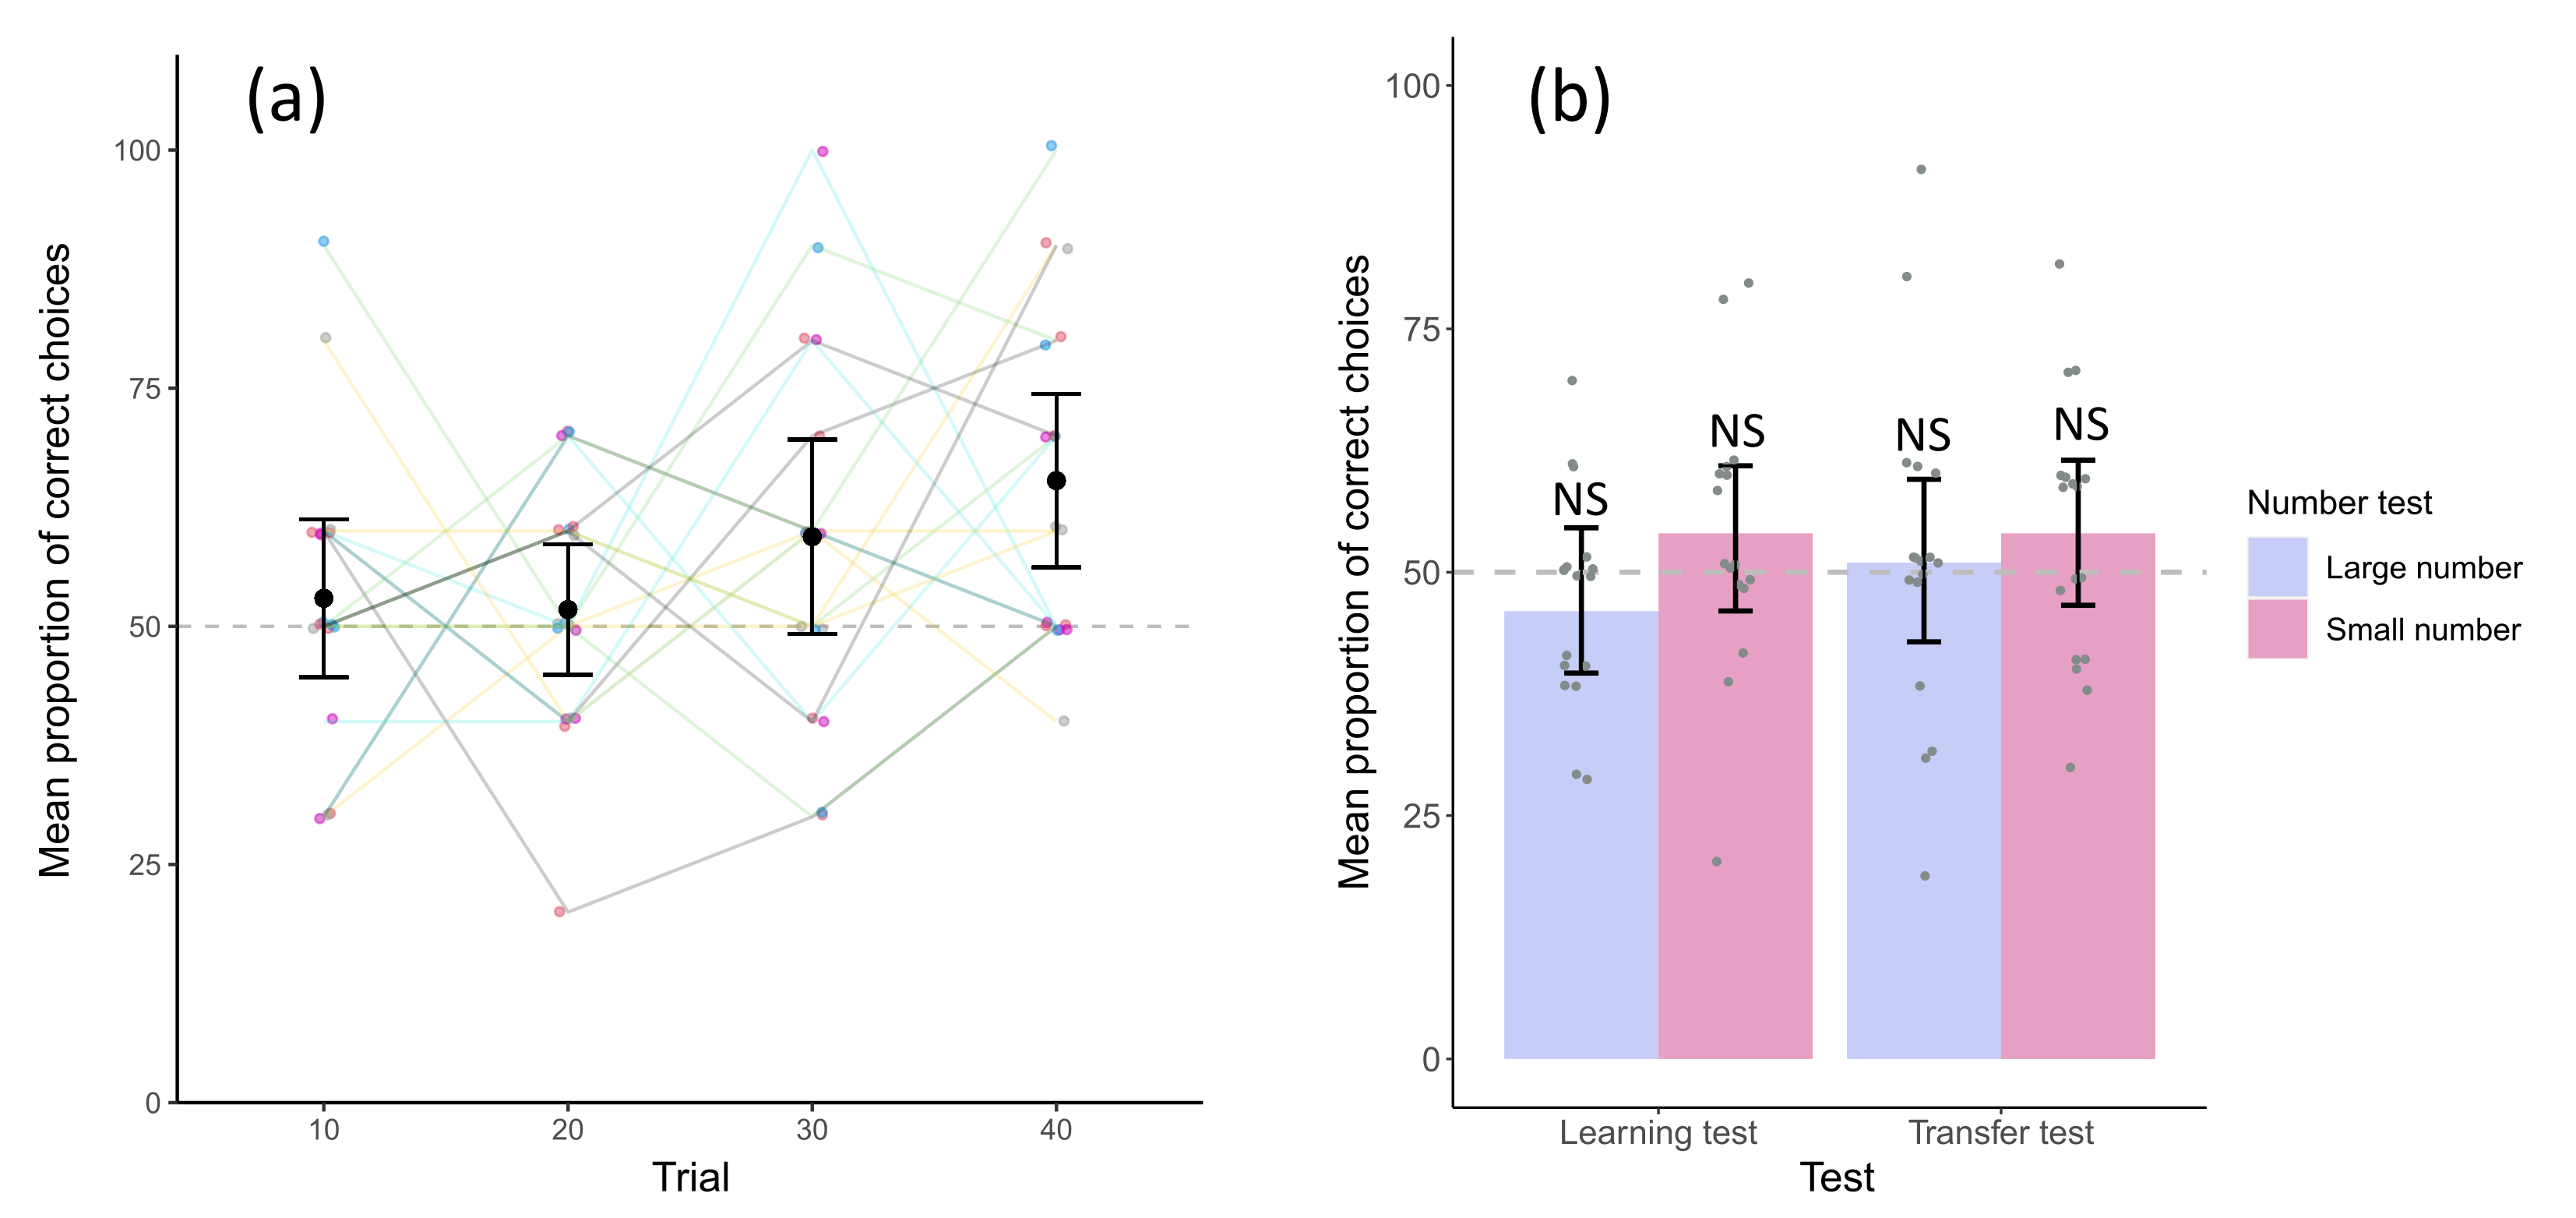 (a)
Mean proportion of correct choices
100
75
50
25
0
10 20 30 40
Trial
(b)
Mean proportion of correct choices
100
75
50
25
0
NS NS NS NS
Learning test Transfer test
Test
Number test
Large number
Small number